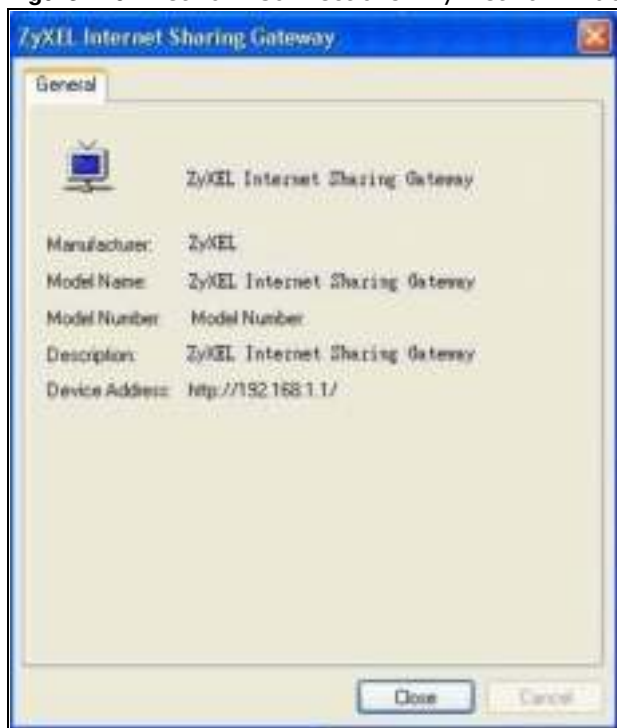 ZyXEL Internet Sharing Gateway
General
ZyXEL Internet Sharing Gateway
Manufacturer: ZyXEL
Model Name: ZyXEL Internet Sharing Gateway
Model Number: Model Number
Description: ZyXEL Internet Sharing Gateway
Device Address: http://192.168.1.1/
Close Cancel